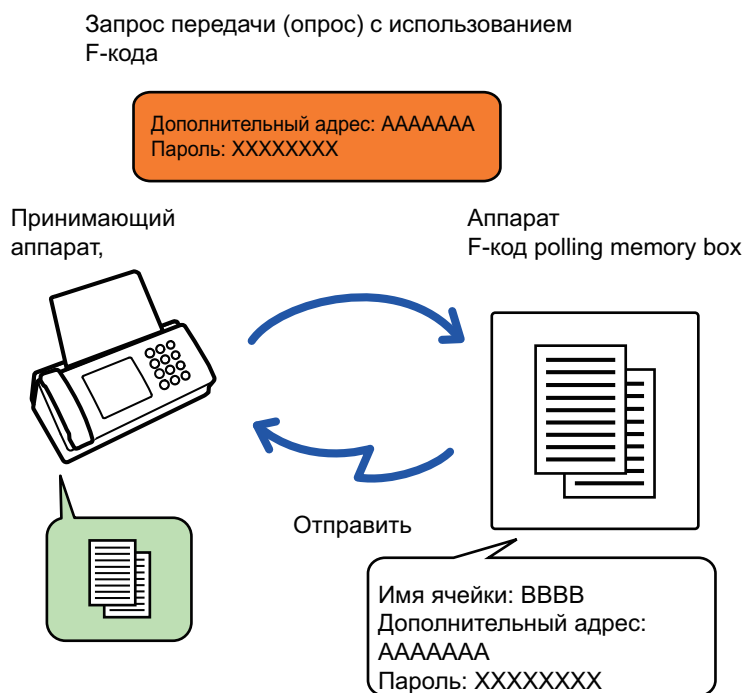 Запрос передачи (опрос) с использованием
F-кода
Дополнительный адрес: AAAAAAA
Пароль: XXXXXXXX
Принимающий
аппарат,
Аппарат
F-код polling memory box
Отправить
Имя ячейки: BBBB
Дополнительный адрес:
AAAAAAA
Пароль: XXXXXXXX